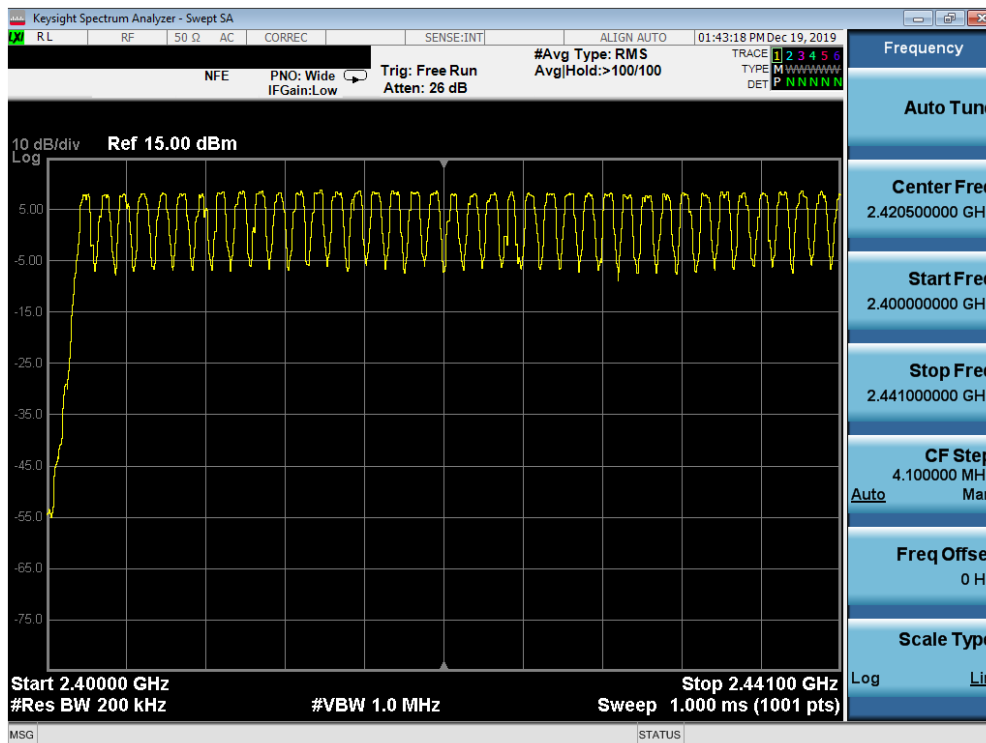 Keysight Spectrum Analyzer - Swept SA
LXI RL RF 50 Ω AC CORREC SENSE:INT ALIGN AUTO 01:43:18 PM Dec 19, 2019
NFE PNO: Wide Trig: Free Run #Avg Type: RMS TRACE 1 2 3 4 5 6
IFGain:Low Atten: 26 dB Avg|Hold:>100/100 TYPE M WWWWW
DET P N N N N N
10 dB/div Ref 15.00 dBm
Log
5.00
-5.00
-15.0
-25.0
-35.0
-45.0
-55.0
-65.0
-75.0
Start 2.40000 GHz Stop 2.44100 GHz
#Res BW 200 kHz #VBW 1.0 MHz Sweep 1.000 ms (1001 pts)
MSG STATUS
Frequency
Auto Tun
Center Fre
2.420500000 GH
Start Fre
2.400000000 GH
Stop Fre
2.441000000 GH
CF Step
4.100000 MH
Auto Ma
Freq Offse
0 H
Scale Type
Log Li